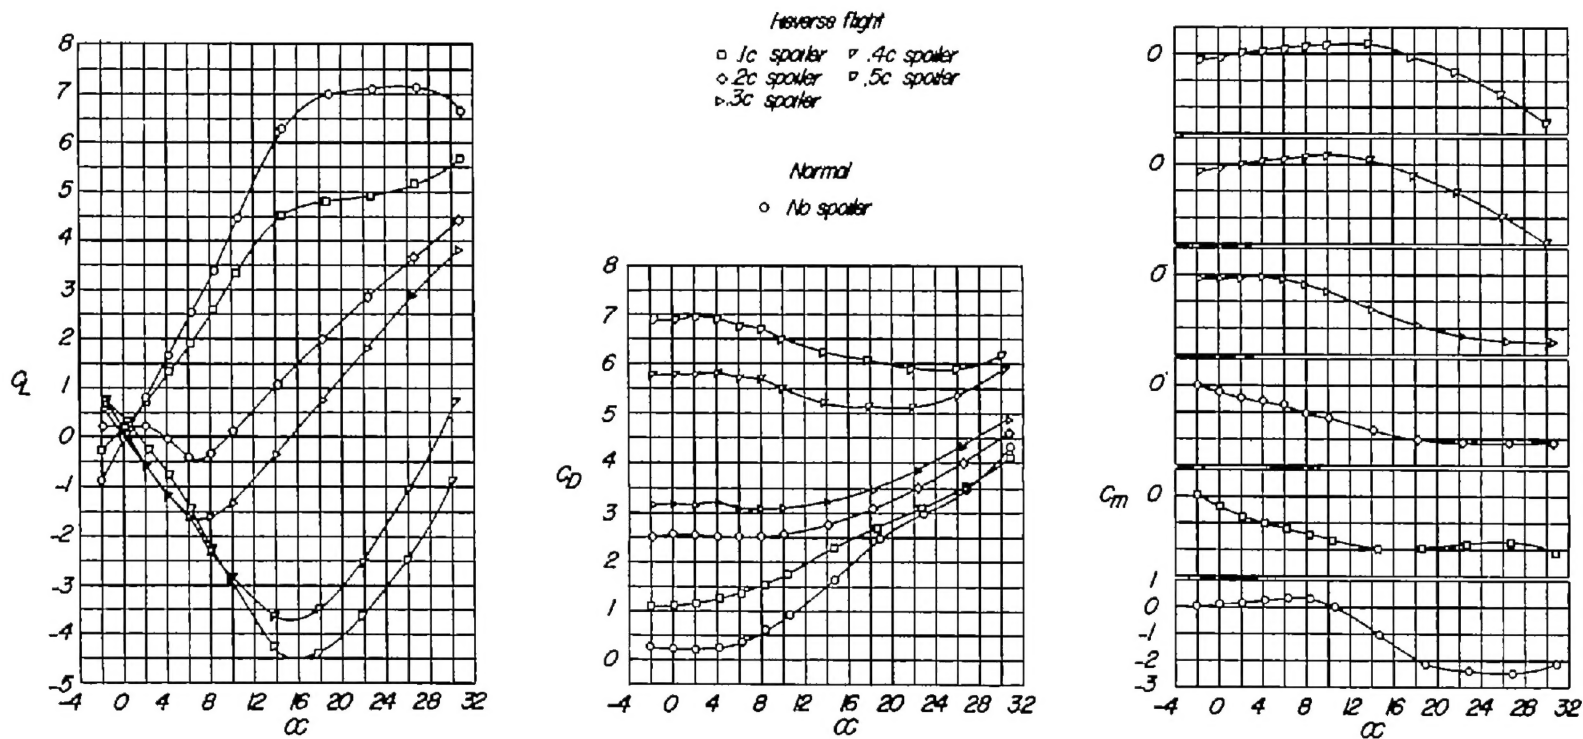 Reverse flight
.1c spoiler .4c spoiler
.2c spoiler .5c spoiler
.3c spoiler
Normal
No spoiler
8
7
6
5
4
3
2
1
0
-1
-2
-3
-4
-5
C_L
-4 0 4 8 12 16 20 24 28 32
α
8
7
6
5
4
3
2
1
0
C_D
-4 0 4 8 12 16 20 24 28 32
α
0
0
0
0
0
C_m
1
0
-1
-2
-3
-4 0 4 8 12 16 20 24 28 32
α